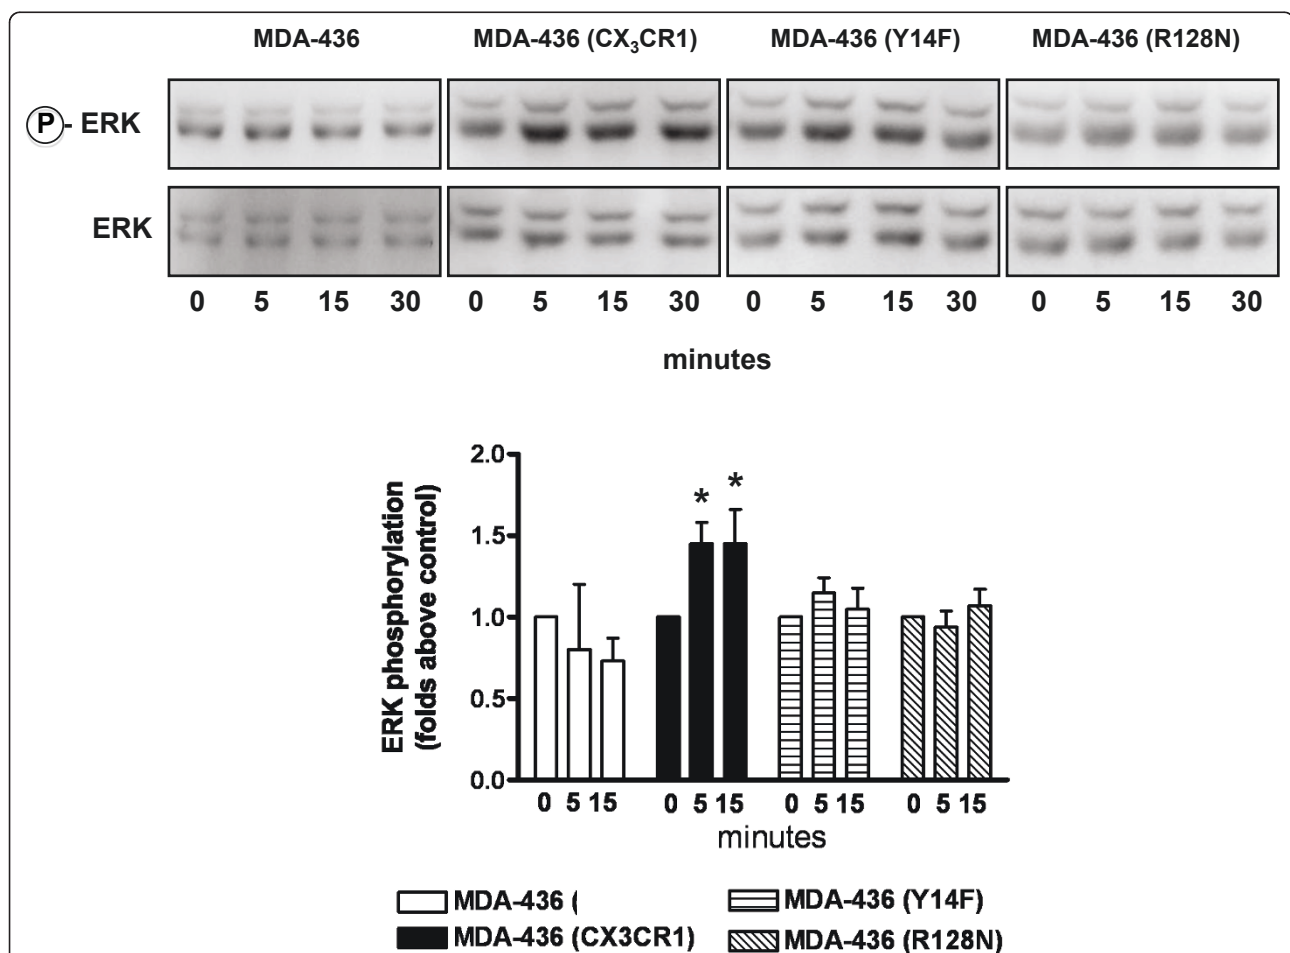 MDA-436 MDA-436 (CX₃CR1) MDA-436 (Y14F) MDA-436 (R128N)
P - ERK
ERK
0 5 15 30 0 5 15 30 0 5 15 30 0 5 15 30
minutes
ERK phosphorylation
(folds above control)
2.0
1.5
1.0
0.5
0.0
* *
0 5 15 0 5 15 0 5 15 0 5 15
minutes
MDA-436 ( MDA-436 (Y14F)
MDA-436 (CX3CR1) MDA-436 (R128N)